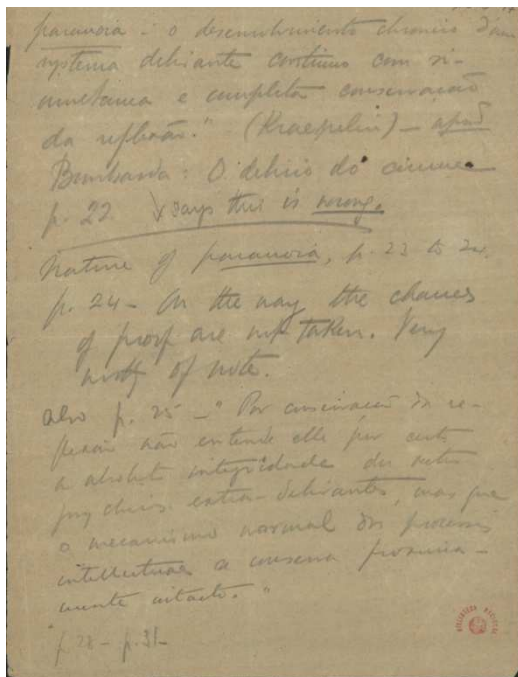 paranoia - o desenvolvimento chronico d'um
systema delirante continuo com si-
multanea e completa conservação
da reflexão." (Kraepelin) - apud
Bombarda: O delirio do ciume
p. 22. says this is wrong.
Nature of paranoia, p. 23 to 24.
p. 24 - On the way the chances
of proof are not taken. Very
worthy of note.
also p. 25 - "Por conservação da re-
flexão não entende elle por certo
a absoluta integridade dos actos
psychicos extra-delirantes, mas que
o mecanismo normal dos processos
intellectuaes se conserva
intacto."
p. 28 - p. 31 -
BIBLIOTECA NACIONAL